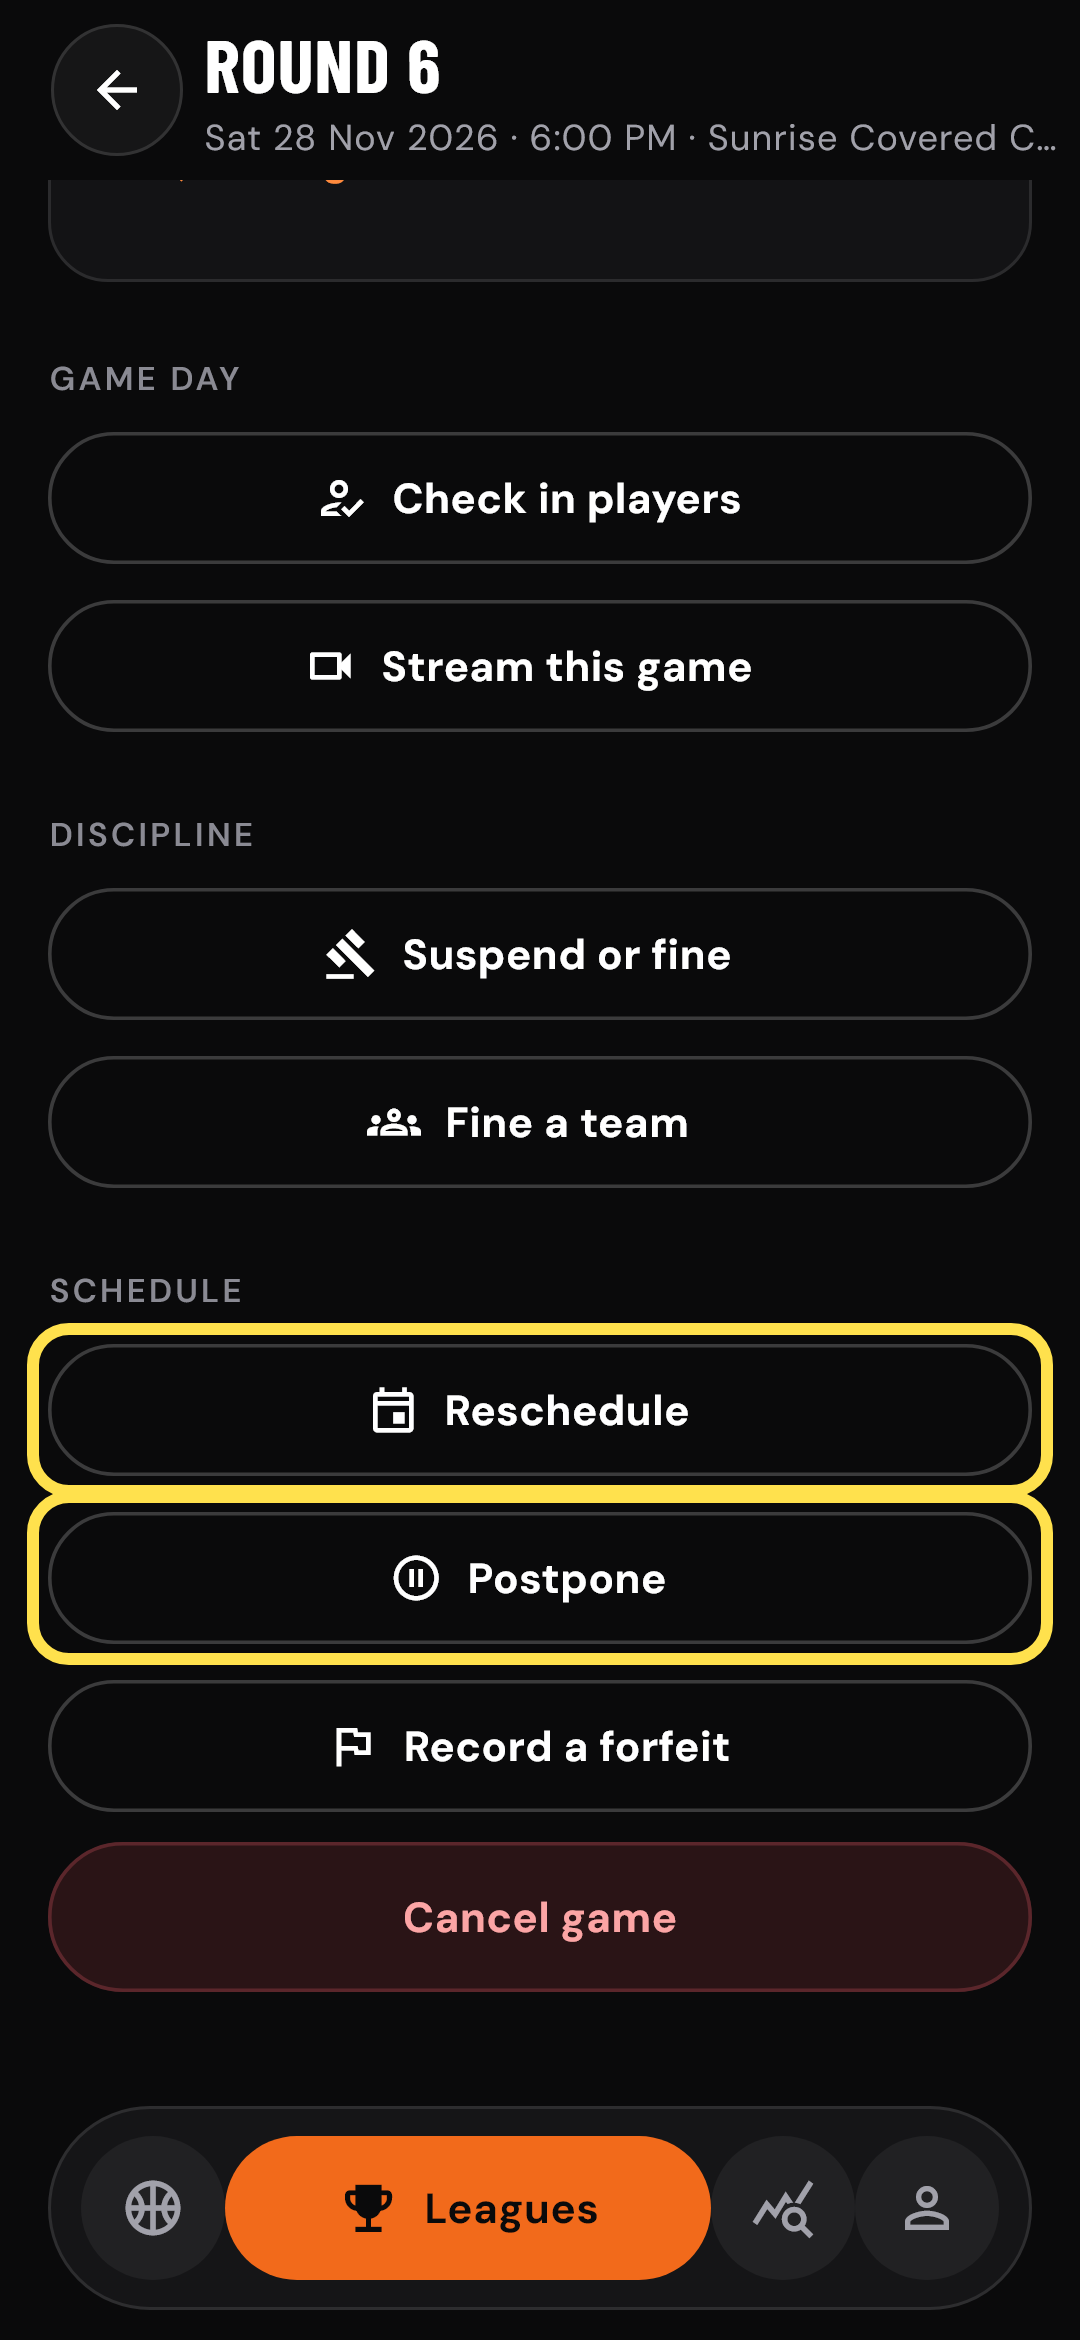 ROUND 6
Sat 28 Nov 2026 · 6:00 PM · Sunrise Covered C...
GAME DAY
Check in players
Stream this game
DISCIPLINE
Suspend or fine
Fine a team
SCHEDULE
Reschedule
Postpone
Record a forfeit
Cancel game
Leagues